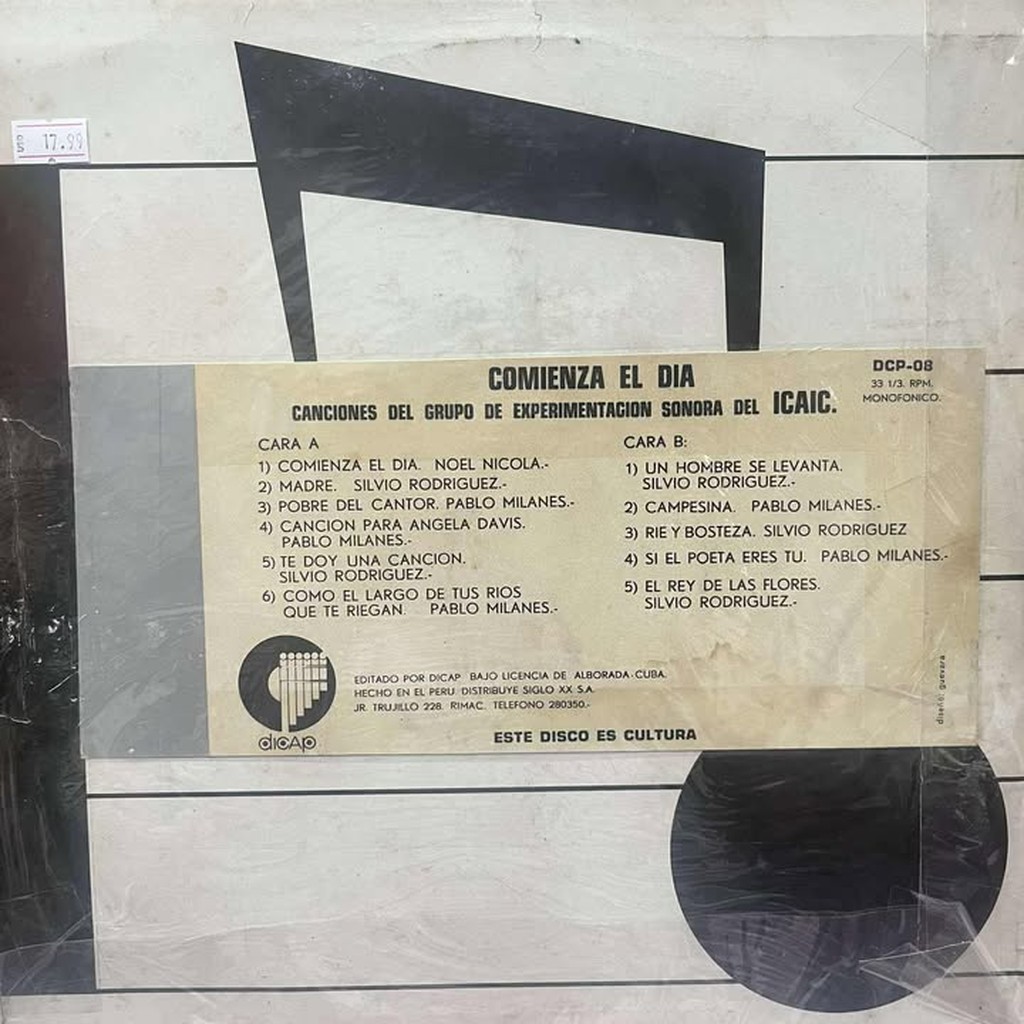 17.99
COMIENZA EL DIA
CANCIONES DEL GRUPO DE EXPERIMENTACION SONORA DEL ICAIC.
DCP-08
33 1/3. RPM.
MONOFONICO.
CARA A
1) COMIENZA EL DIA. NOEL NICOLA.-
2) MADRE. SILVIO RODRIGUEZ.-
3) POBRE DEL CANTOR. PABLO MILANES.-
4) CANCION PARA ANGELA DAVIS.
PABLO MILANES.-
5) TE DOY UNA CANCION.
SILVIO RODRIGUEZ.-
6) COMO EL LARGO DE TUS RIOS
QUE TE RIEGAN. PABLO MILANES.-
CARA B:
1) UN HOMBRE SE LEVANTA.
SILVIO RODRIGUEZ.-
2) CAMPESINA. PABLO MILANES.-
3) RIE Y BOSTEZA. SILVIO RODRIGUEZ
4) SI EL POETA ERES TU. PABLO MILANES.-
5) EL REY DE LAS FLORES.
SILVIO RODRIGUEZ.-
dicap
EDITADO POR DICAP BAJO LICENCIA DE ALBORADA-CUBA.
HECHO EN EL PERU. DISTRIBUYE SIGLO XX S.A.
JR. TRUJILLO 228. RIMAC. TELEFONO 280350.-
ESTE DISCO ES CULTURA
diseño: guevara